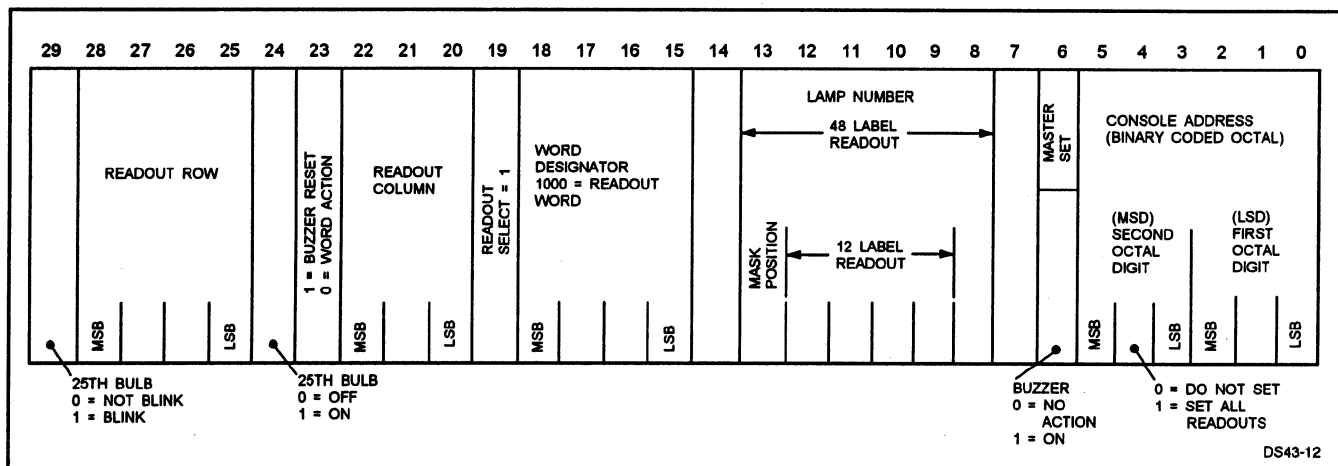 29 28 27 26 25 24 23 22 21 20 19 18 17 16 15 14 13 12 11 10 9 8 7 6 5 4 3 2 1 0
READOUT ROW
MSB
LSB
1 = BUZZER RESET
0 = WORD ACTION
READOUT
COLUMN
MSB
LSB
READOUT
SELECT = 1
WORD
DESIGNATOR
1000 = READOUT
WORD
MSB
LSB
LAMP NUMBER
48 LABEL
READOUT
MASK
POSITION
12 LABEL
READOUT
MASTER
SET
CONSOLE ADDRESS
(BINARY CODED OCTAL)
(MSD)
SECOND
OCTAL
DIGIT
(LSD)
FIRST
OCTAL
DIGIT
MSB
LSB
MSB
LSB
25TH BULB
0 = NOT BLINK
1 = BLINK
25TH BULB
0 = OFF
1 = ON
BUZZER
0 = NO
ACTION
1 = ON
0 = DO NOT SET
1 = SET ALL
READOUTS
DS43-12